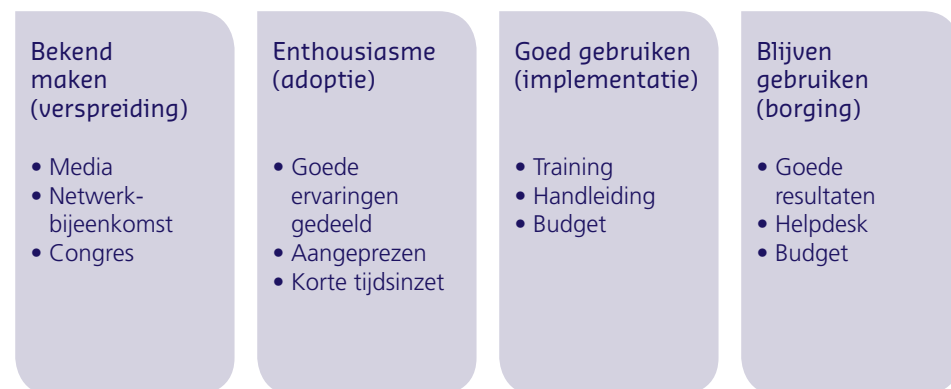 Bekend
maken
(verspreiding)
• Media
• Netwerk-
bijeenkomst
• Congres
Enthousiasme
(adoptie)
• Goede
ervaringen
gedeeld
• Aangeprezen
• Korte tijdsinzet
Goed gebruiken
(implementatie)
• Training
• Handleiding
• Budget
Blijven
gebruiken
(borging)
• Goede
resultaten
• Helpdesk
• Budget